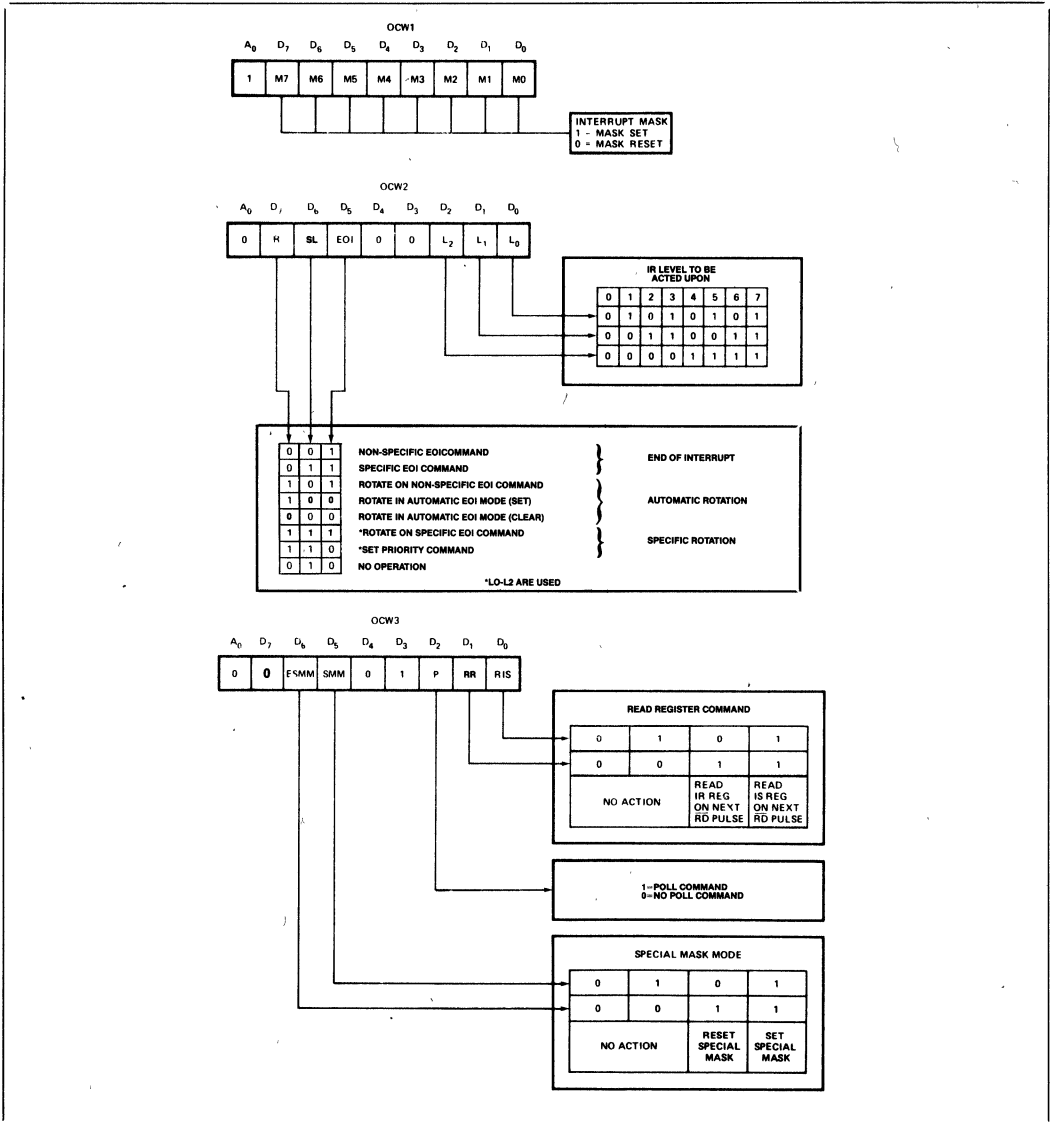 OCW1
A0 D7 D6 D5 D4 D3 D2 D1 D0
1 M7 M6 M5 M4 M3 M2 M1 M0
INTERRUPT MASK
1 - MASK SET
0 = MASK RESET
OCW2
A0 D7 D6 D5 D4 D3 D2 D1 D0
0 R SL EOI 0 0 L2 L1 L0
IR LEVEL TO BE
ACTED UPON
0 1 2 3 4 5 6 7
0 1 0 1 0 1 0 1
0 0 1 1 0 0 1 1
0 0 0 0 1 1 1 1
0 0 1 NON-SPECIFIC EOICOMMAND
0 1 1 SPECIFIC EOI COMMAND
END OF INTERRUPT
1 0 1 ROTATE ON NON-SPECIFIC EOI COMMAND
1 0 0 ROTATE IN AUTOMATIC EOI MODE (SET)
0 0 0 ROTATE IN AUTOMATIC EOI MODE (CLEAR)
AUTOMATIC ROTATION
1 1 1 *ROTATE ON SPECIFIC EOI COMMAND
1 1 0 *SET PRIORITY COMMAND
SPECIFIC ROTATION
0 1 0 NO OPERATION
*LO-L2 ARE USED
OCW3
A0 D7 D6 D5 D4 D3 D2 D1 D0
0 0 ESMM SMM 0 1 P RR RIS
READ REGISTER COMMAND
0 1 0 1
0 0 1 1
NO ACTION
READ
IR REG
ON NEXT
R̅D̅ PULSE
READ
IS REG
ON NEXT
R̅D̅ PULSE
1=POLL COMMAND
0=NO POLL COMMAND
SPECIAL MASK MODE
0 1 0 1
0 0 1 1
NO ACTION
RESET
SPECIAL
MASK
SET
SPECIAL
MASK